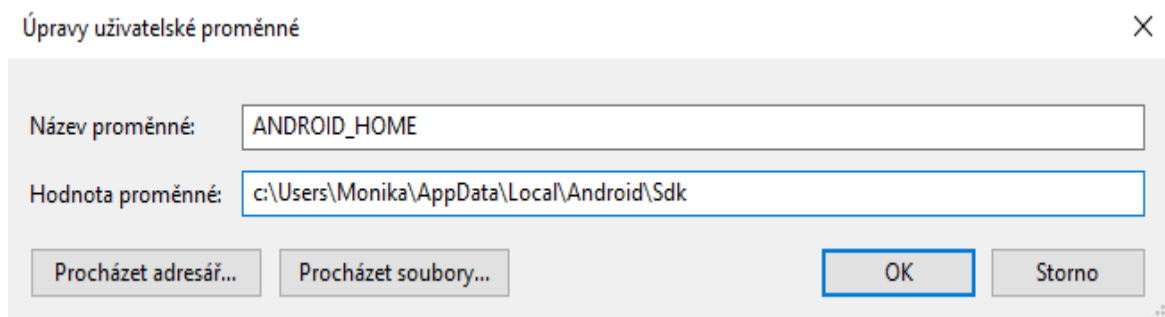 Úpravy uživatelské proměnné
Název proměnné: ANDROID_HOME
Hodnota proměnné: c:\Users\Monika\AppData\Local\Android\Sdk
Procházet adresář... Procházet soubory... OK Storno